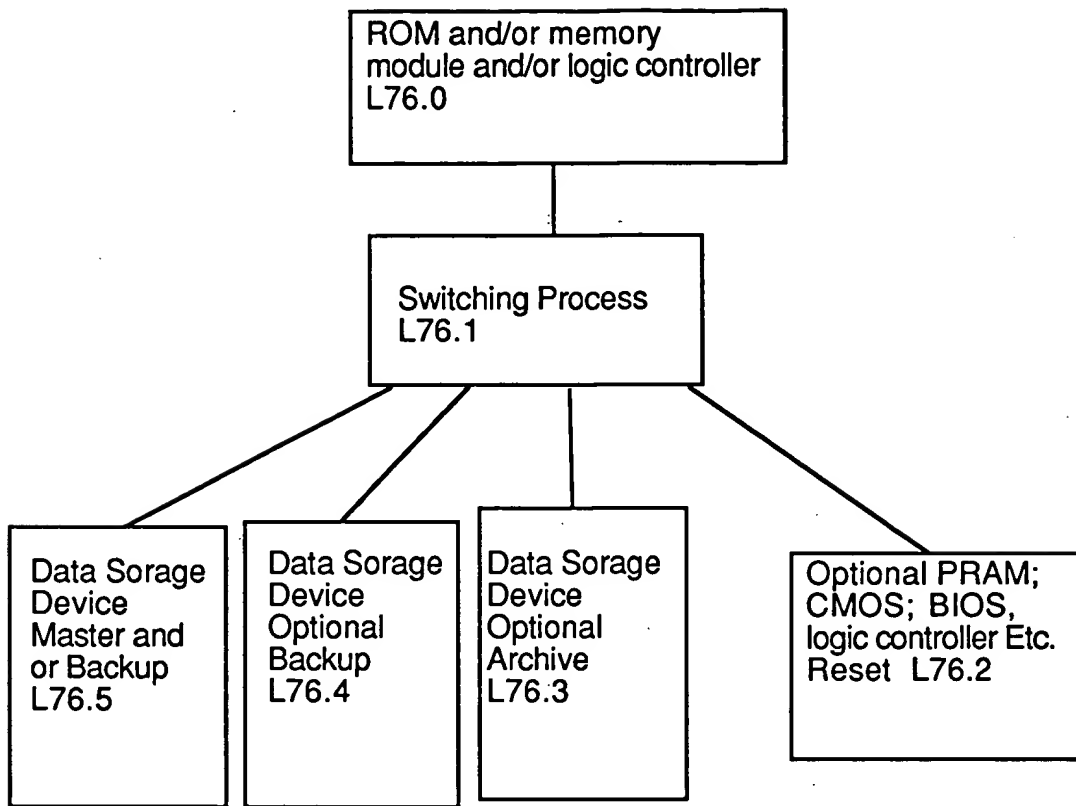 ROM and/or memory
module and/or logic controller
L76.0
Switching Process
L76.1
Data Sorage
Device
Master and
or Backup
L76.5
Data Sorage
Device
Optional
Backup
L76.4
Data Sorage
Device
Optional
Archive
L76.3
Optional PRAM;
CMOS; BIOS,
logic controller Etc.
Reset L76.2